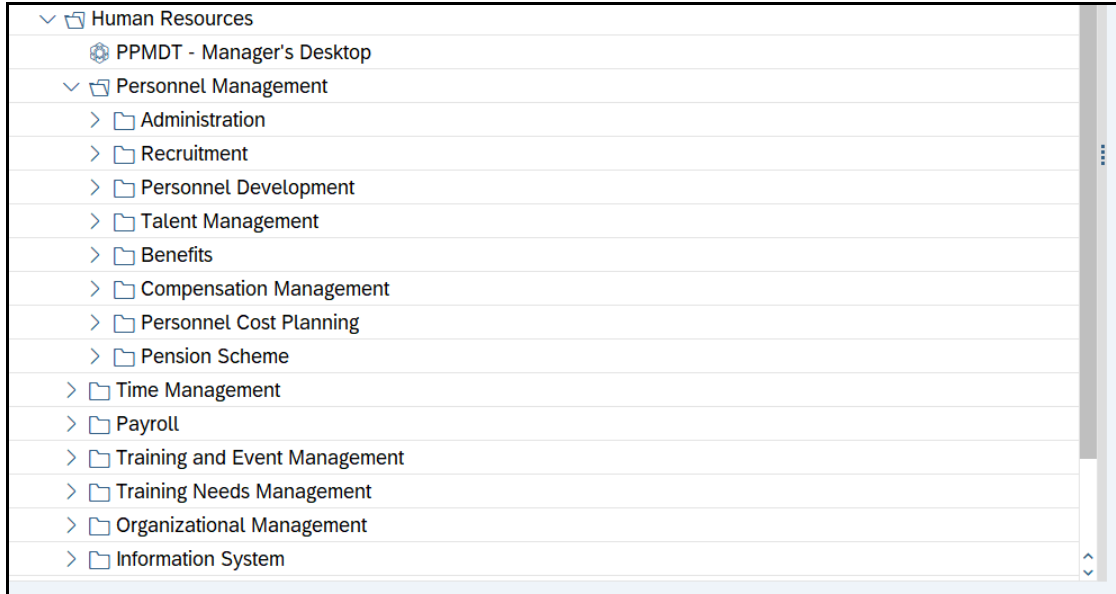 Human Resources
PPMDT - Manager's Desktop
Personnel Management
Administration
Recruitment
Personnel Development
Talent Management
Benefits
Compensation Management
Personnel Cost Planning
Pension Scheme
Time Management
Payroll
Training and Event Management
Training Needs Management
Organizational Management
Information System